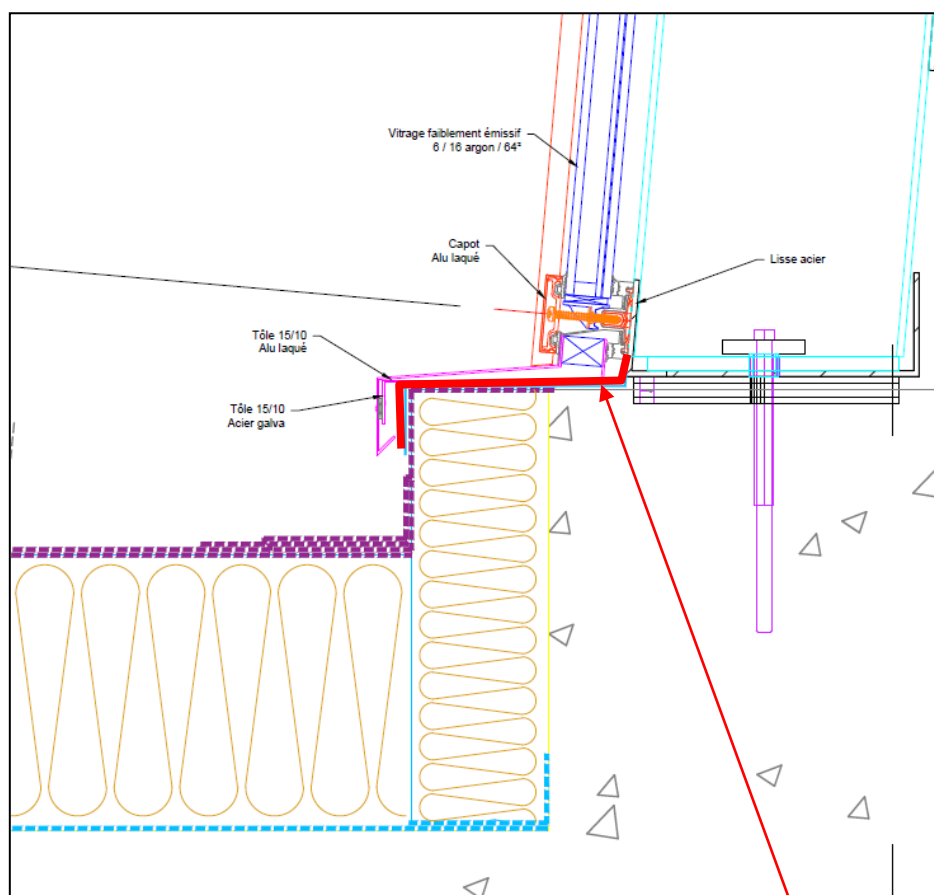 Vitrage faiblement émissif
6 / 16 argon / 64²
Capot
Alu laqué
Lisse acier
Tôle 15/10
Alu laqué
Tôle 15/10
Acier galva